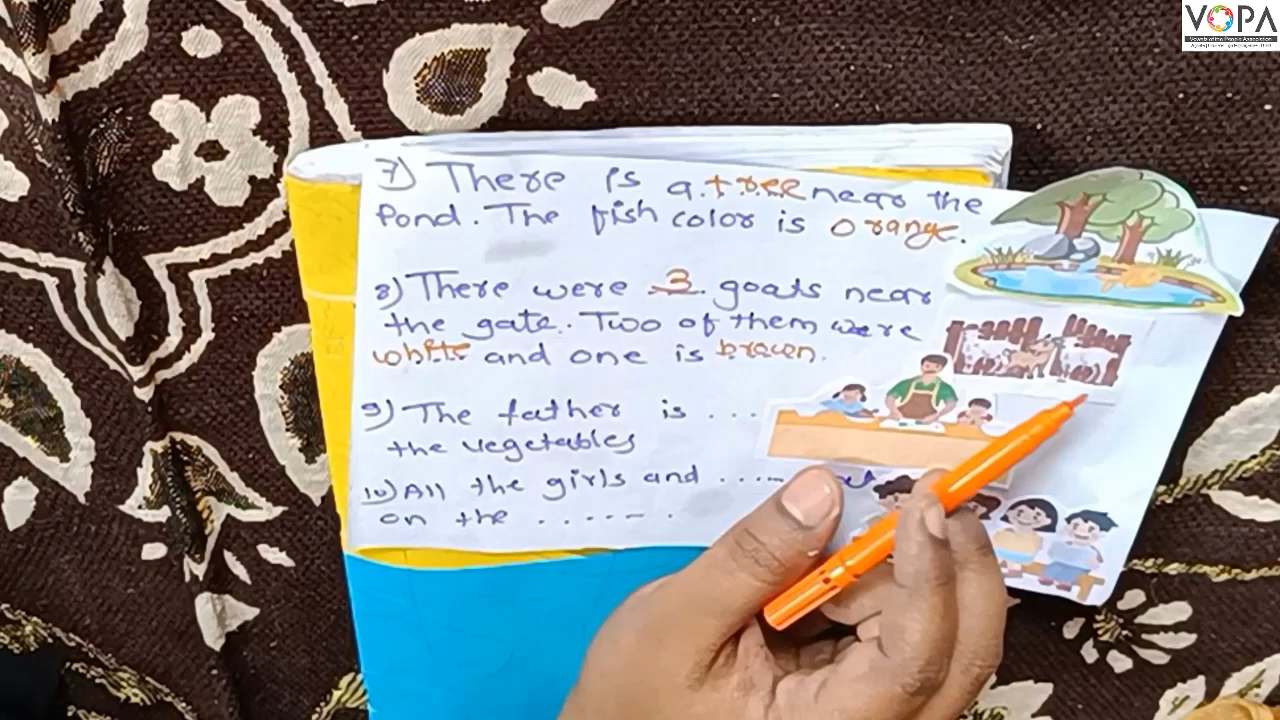 VOPA
7) There is a tree near the
Pond. The fish color is orange.
8) There were 3 goats near
the gate. Two of them were
white and one is brown.
9) The father is ...
the vegetables
10) All the girls and ....
on the ......